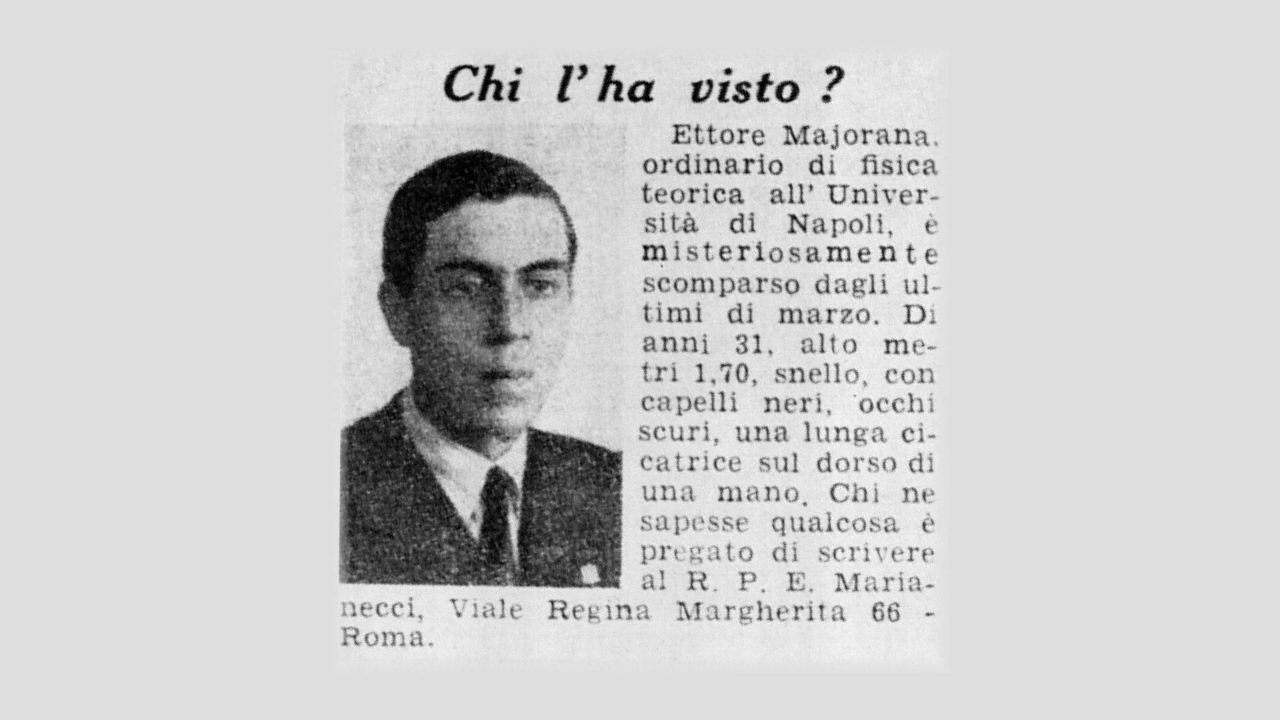 Chi l'ha visto ?
Ettore Majorana,
ordinario di fisica
teorica all' Univer-
sità di Napoli, è
misteriosamente
scomparso dagli ul-
timi di marzo. Di
anni 31, alto me-
tri 1,70, snello, con
capelli neri, occhi
scuri, una lunga ci-
catrice sul dorso di
una mano. Chi ne
sapesse qualcosa è
pregato di scrivere
al R. P. E. Maria-
necci, Viale Regina Margherita 66 -
Roma.